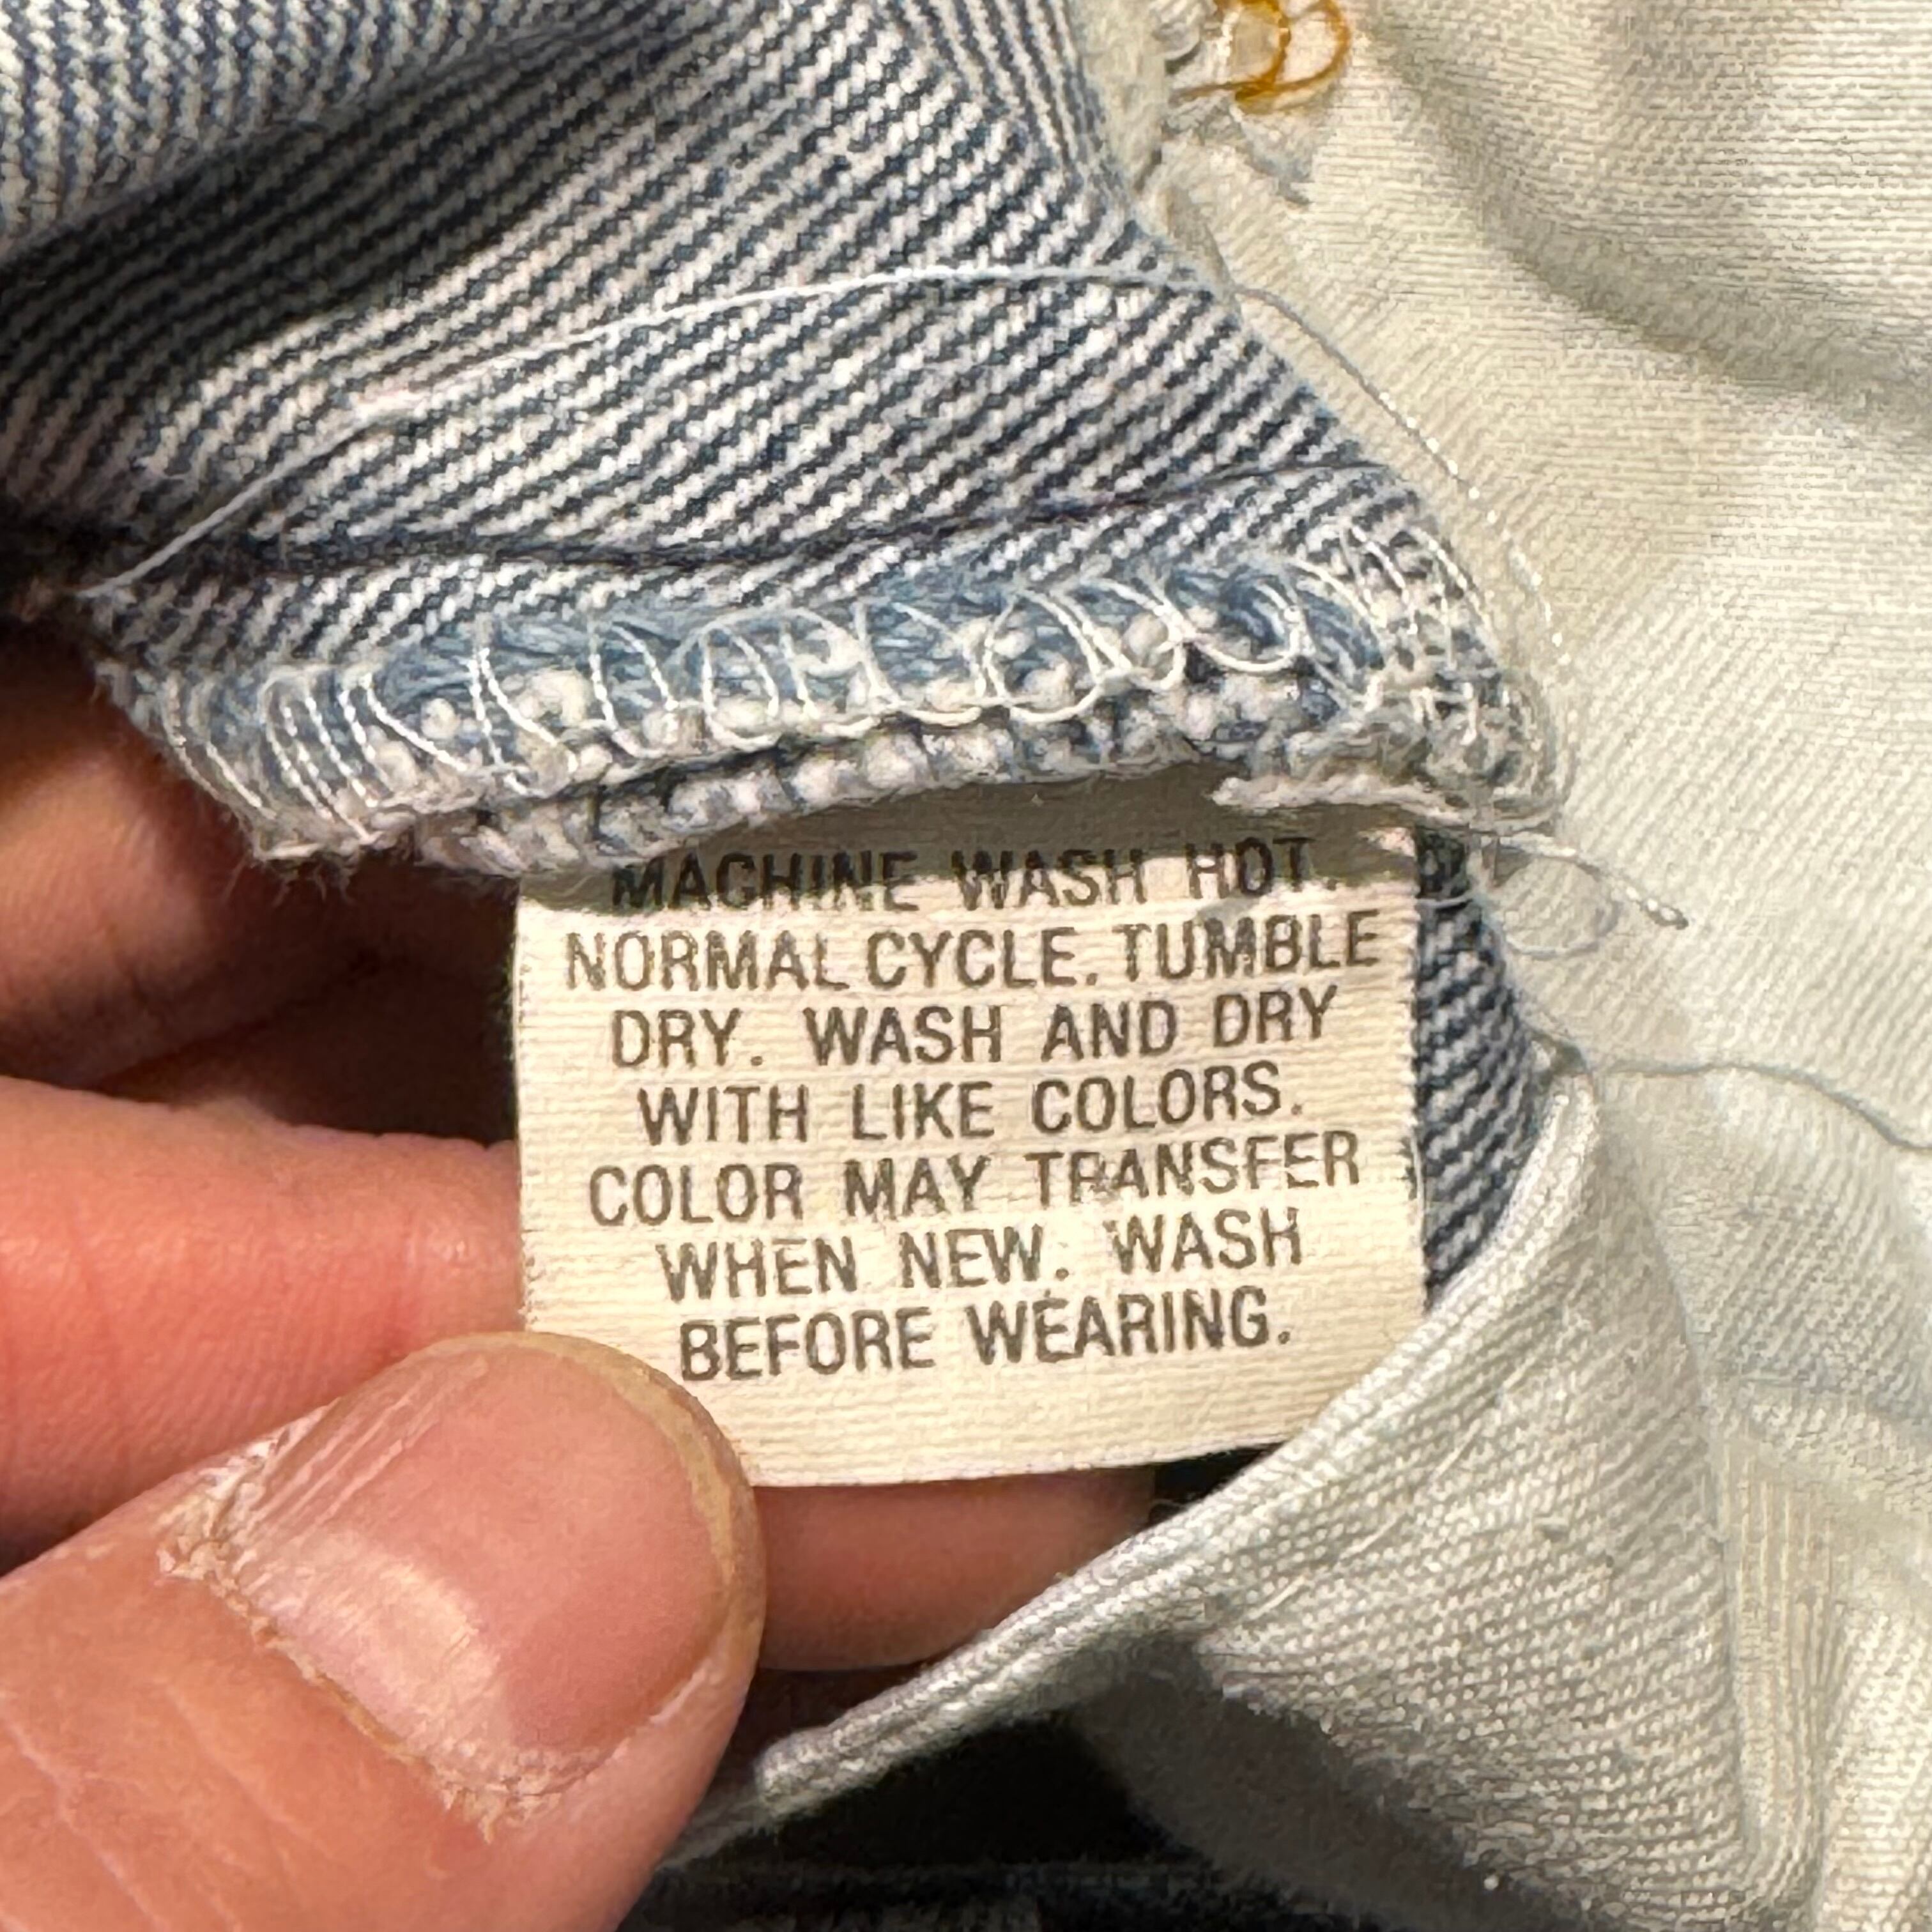 MACHINE WASH HOT.
NORMAL CYCLE. TUMBLE
DRY. WASH AND DRY
WITH LIKE COLORS.
COLOR MAY TRANSFER
WHEN NEW. WASH
BEFORE WEARING.